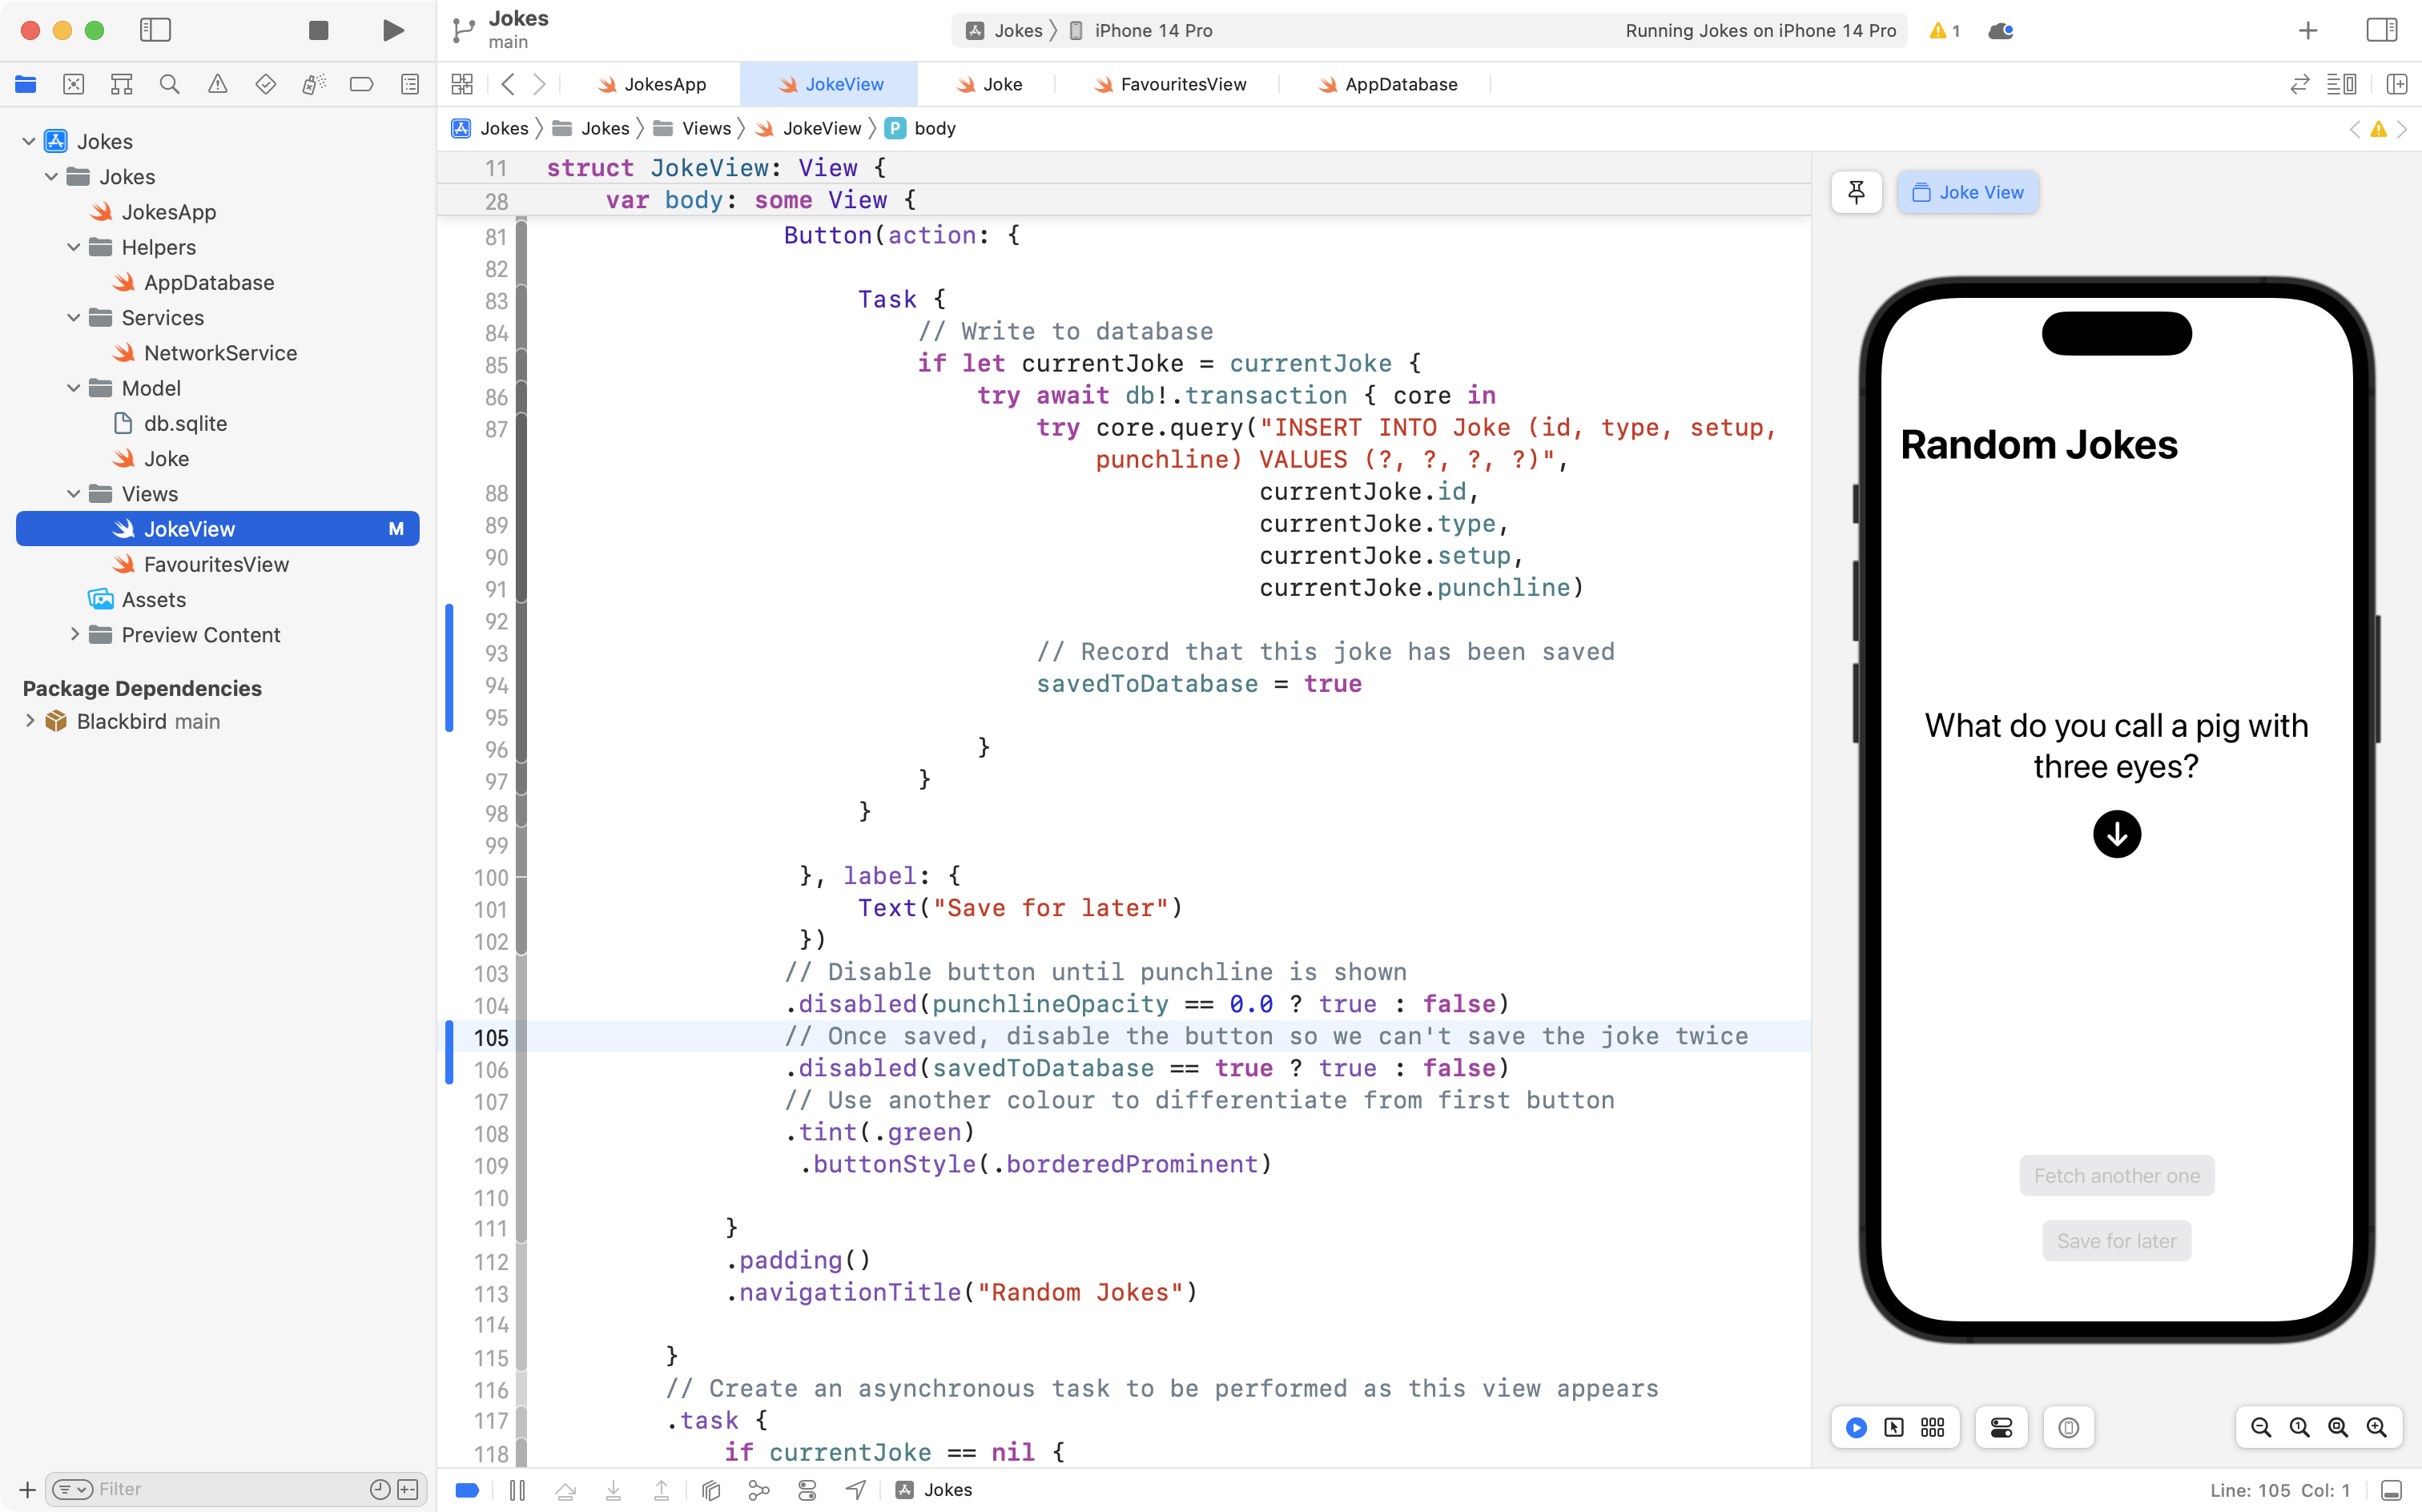 Jokes
main
Jokes
iPhone 14 Pro
Running Jokes on iPhone 14 Pro
1
JokesApp
JokeView
Joke
FavouritesView
AppDatabase
Jokes
Jokes
Views
JokeView
P
body
Jokes
Jokes
JokesApp
Helpers
AppDatabase
Services
NetworkService
Model
db.sqlite
Joke
Views
JokeView M
FavouritesView
Assets
Preview Content
Package Dependencies
Blackbird main
Filter
11 struct JokeView: View {
28 var body: some View {
81 Button(action: {
82
83 Task {
84 // Write to database
85 if let currentJoke = currentJoke {
86 try await db!.transaction { core in
87 try core.query("INSERT INTO Joke (id, type, setup,
punchline) VALUES (?, ?, ?, ?)",
88 currentJoke.id,
89 currentJoke.type,
90 currentJoke.setup,
91 currentJoke.punchline)
92
93 // Record that this joke has been saved
94 savedToDatabase = true
95
96 }
97 }
98 }
99
100 }, label: {
101 Text("Save for later")
102 })
103 // Disable button until punchline is shown
104 .disabled(punchlineOpacity == 0.0 ? true : false)
105 // Once saved, disable the button so we can't save the joke twice
106 .disabled(savedToDatabase == true ? true : false)
107 // Use another colour to differentiate from first button
108 .tint(.green)
109 .buttonStyle(.borderedProminent)
110
111 }
112 .padding()
113 .navigationTitle("Random Jokes")
114
115 }
116 // Create an asynchronous task to be performed as this view appears
117 .task {
118 if currentJoke == nil {
Joke View
Random Jokes
What do you call a pig with
three eyes?
Fetch another one
Save for later
Jokes
Line: 105 Col: 1